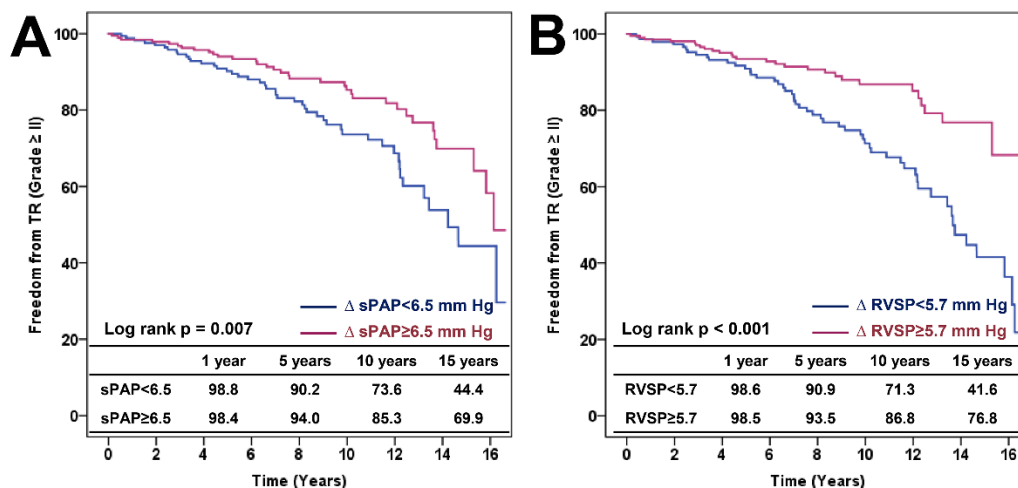 A
Freedom from TR (Grade ≥ II)
100
80
60
40
20
0
Δ sPAP<6.5 mm Hg
Log rank p = 0.007
Δ sPAP≥6.5 mm Hg
1 year 5 years 10 years 15 years
sPAP<6.5 98.8 90.2 73.6 44.4
sPAP≥6.5 98.4 94.0 85.3 69.9
0 2 4 6 8 10 12 14 16
Time (Years)
B
Freedom from TR (Grade ≥ II)
100
80
60
40
20
0
Δ RVSP<5.7 mm Hg
Log rank p < 0.001
Δ RVSP≥5.7 mm Hg
1 year 5 years 10 years 15 years
RVSP<5.7 98.6 90.9 71.3 41.6
RVSP≥5.7 98.5 93.5 86.8 76.8
0 2 4 6 8 10 12 14 16
Time (Years)